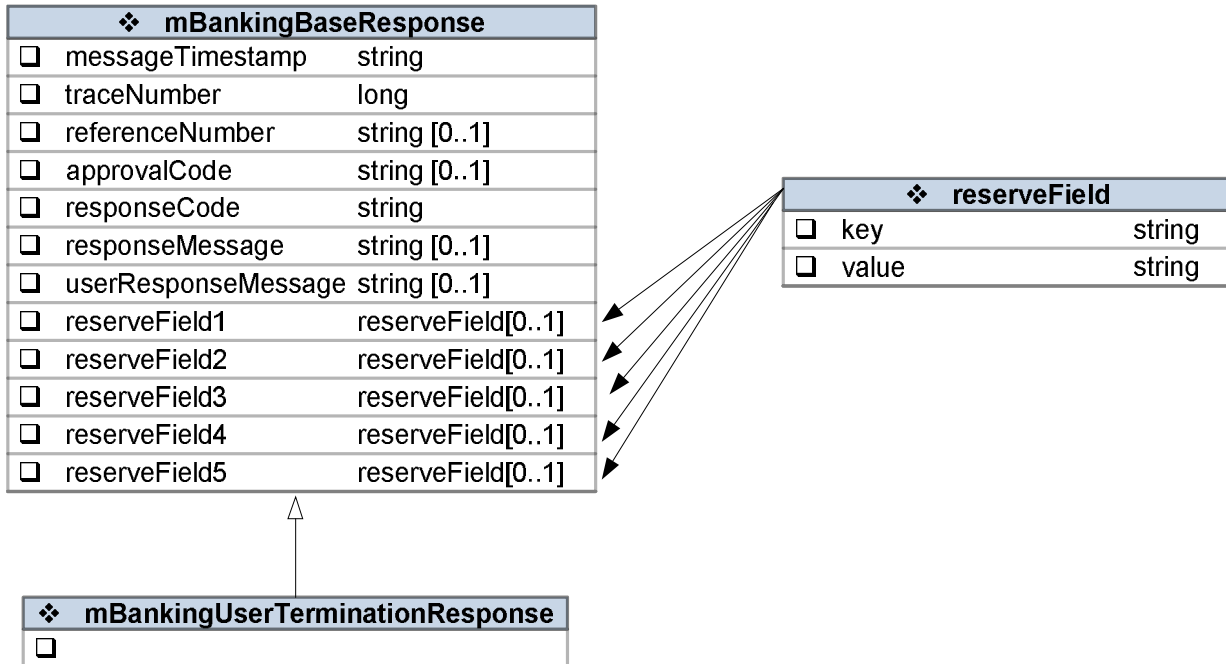 mBankingBaseResponse
messageTimestamp string
traceNumber long
referenceNumber string [0..1]
approvalCode string [0..1]
responseCode string
responseMessage string [0..1]
userResponseMessage string [0..1]
reserveField1 reserveField[0..1]
reserveField2 reserveField[0..1]
reserveField3 reserveField[0..1]
reserveField4 reserveField[0..1]
reserveField5 reserveField[0..1]
reserveField
key string
value string
mBankingUserTerminationResponse